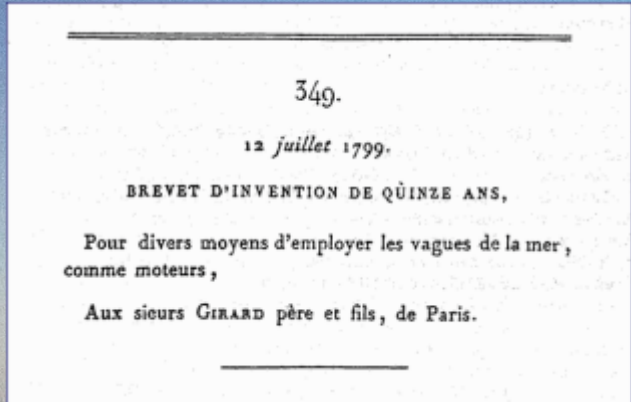 349.
12 juillet 1799.
BREVET D'INVENTION DE QUINZE ANS,
Pour divers moyens d'employer les vagues de la mer,
comme moteurs,
Aux sieurs GIRARD père et fils, de Paris.